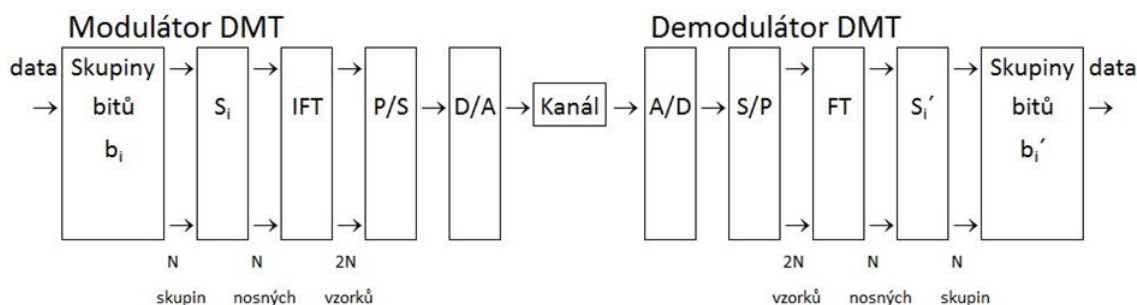 Modulátor DMT
Demodulátor DMT
data
Skupiny
bitů
bᵢ
Sᵢ
IFT
P/S
D/A
Kanál
A/D
S/P
FT
Sᵢ´
Skupiny
bitů
bᵢ´
data
N
skupin
N
nosných
2N
vzorků
2N
vzorků
N
nosných
N
skupin